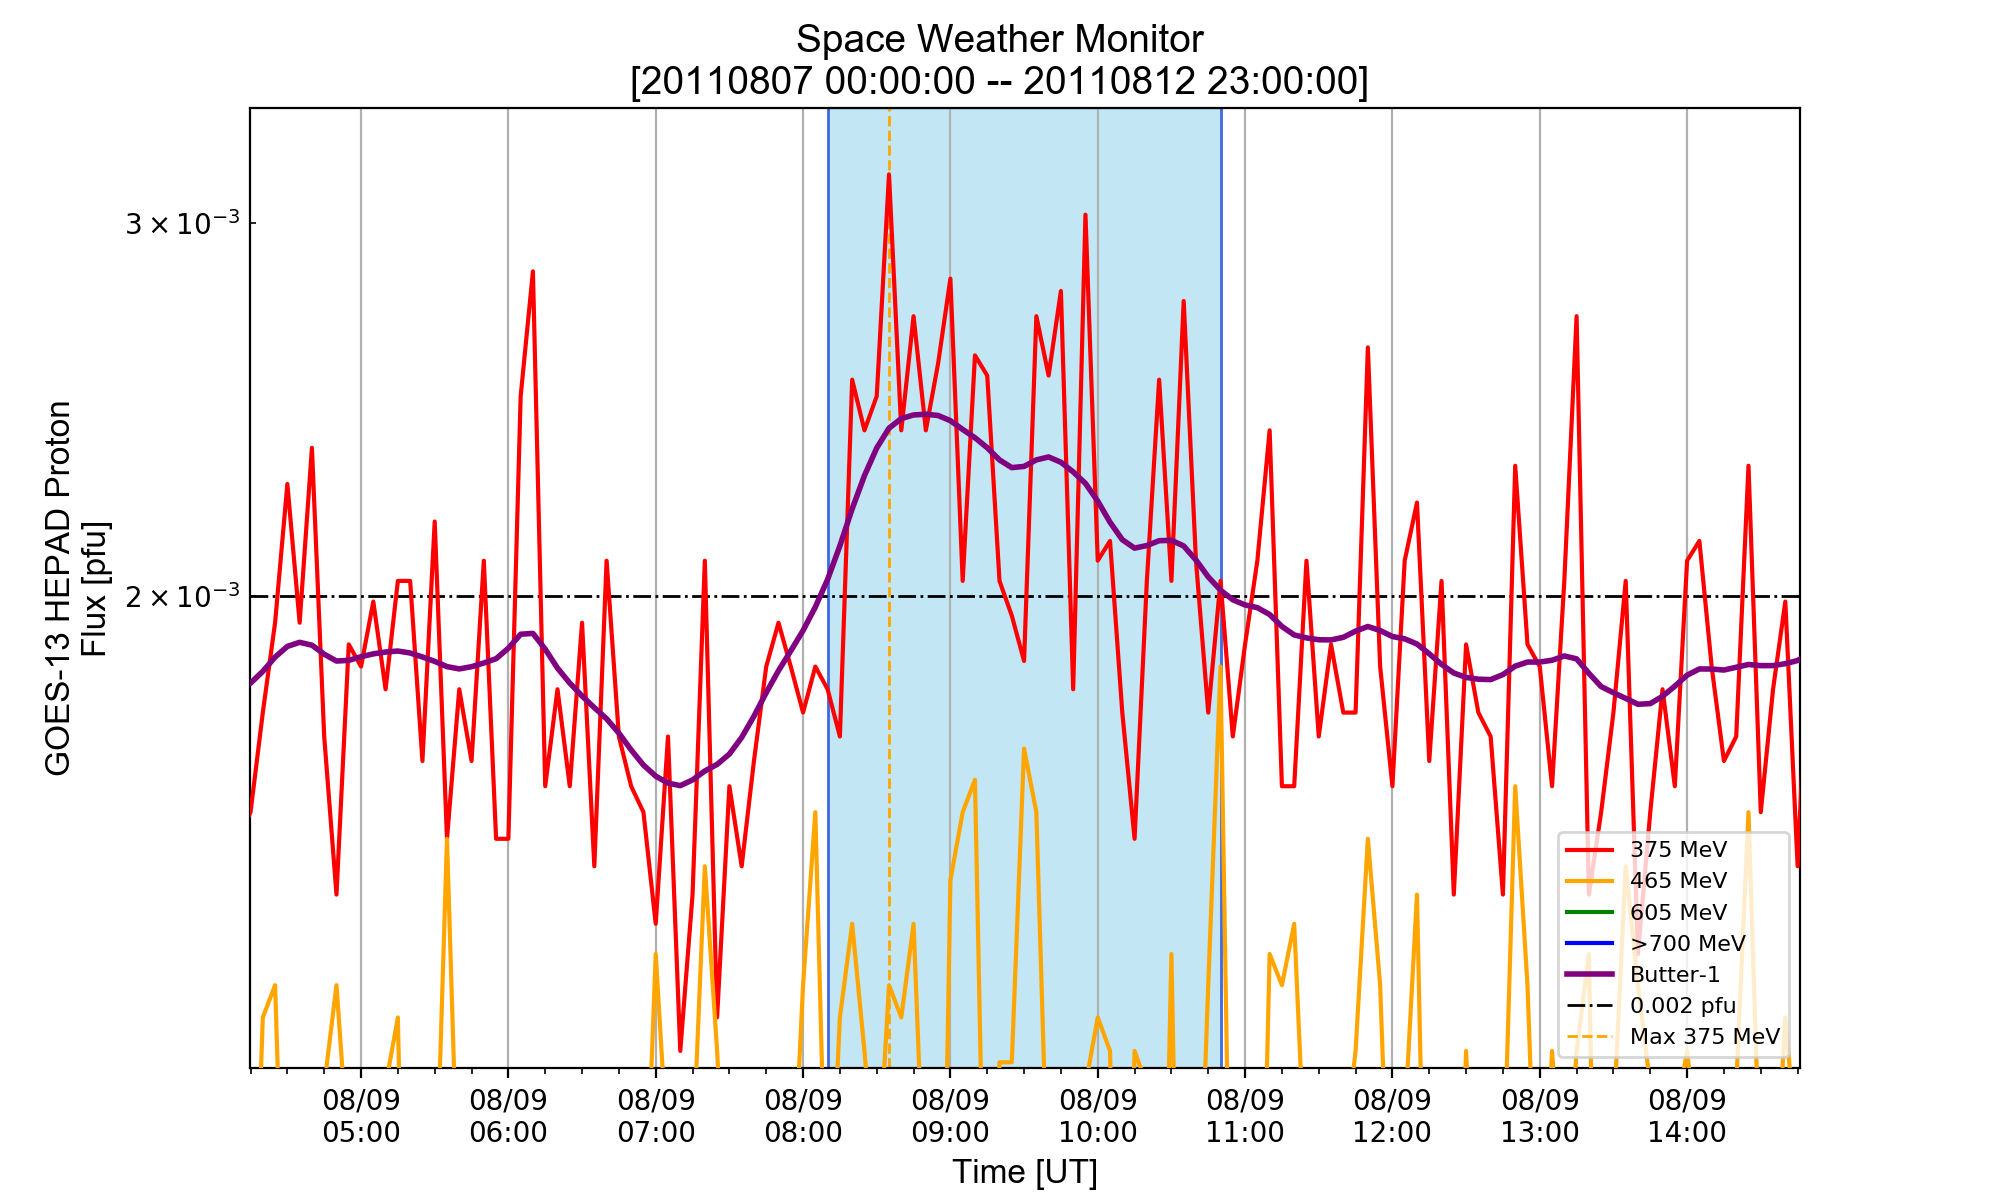 Space Weather Monitor
[20110807 00:00:00 -- 20110812 23:00:00]
GOES-13 HEPAD Proton
Flux [pfu]
3 × 10⁻³
2 × 10⁻³
375 MeV
465 MeV
605 MeV
>700 MeV
Butter-1
0.002 pfu
Max 375 MeV
08/09 08/09 08/09 08/09 08/09 08/09 08/09 08/09 08/09 08/09
05:00 06:00 07:00 08:00 09:00 10:00 11:00 12:00 13:00 14:00
Time [UT]